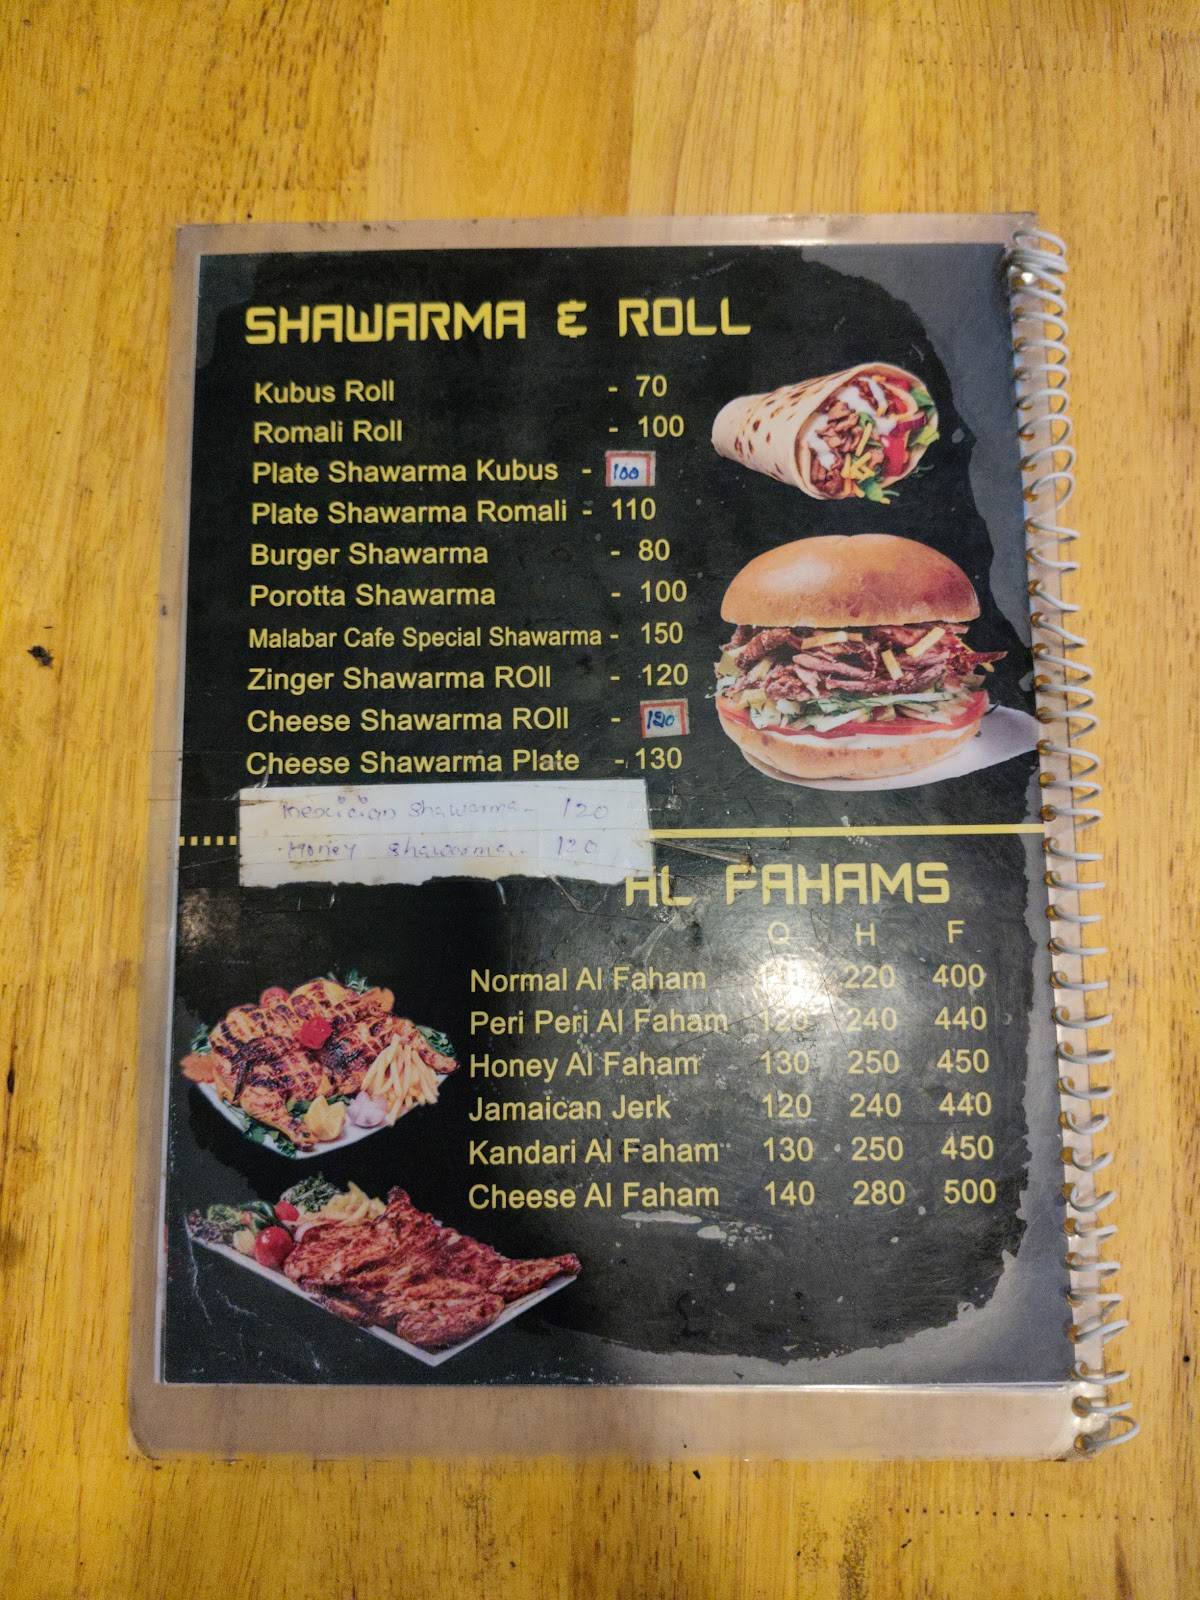 SHAWARMA & ROLL
Kubus Roll - 70
Romali Roll - 100
Plate Shawarma Kubus - 100
Plate Shawarma Romali - 110
Burger Shawarma - 80
Porotta Shawarma - 100
Malabar Cafe Special Shawarma - 150
Zinger Shawarma ROll - 120
Cheese Shawarma ROll - 120
Cheese Shawarma Plate - 130
shawarma - 120
Honey shawarma. 120
AL FAHAMS
Q H F
Normal Al Faham 220 400
Peri Peri Al Faham 120 240 440
Honey Al Faham 130 250 450
Jamaican Jerk 120 240 440
Kandari Al Faham 130 250 450
Cheese Al Faham 140 280 500